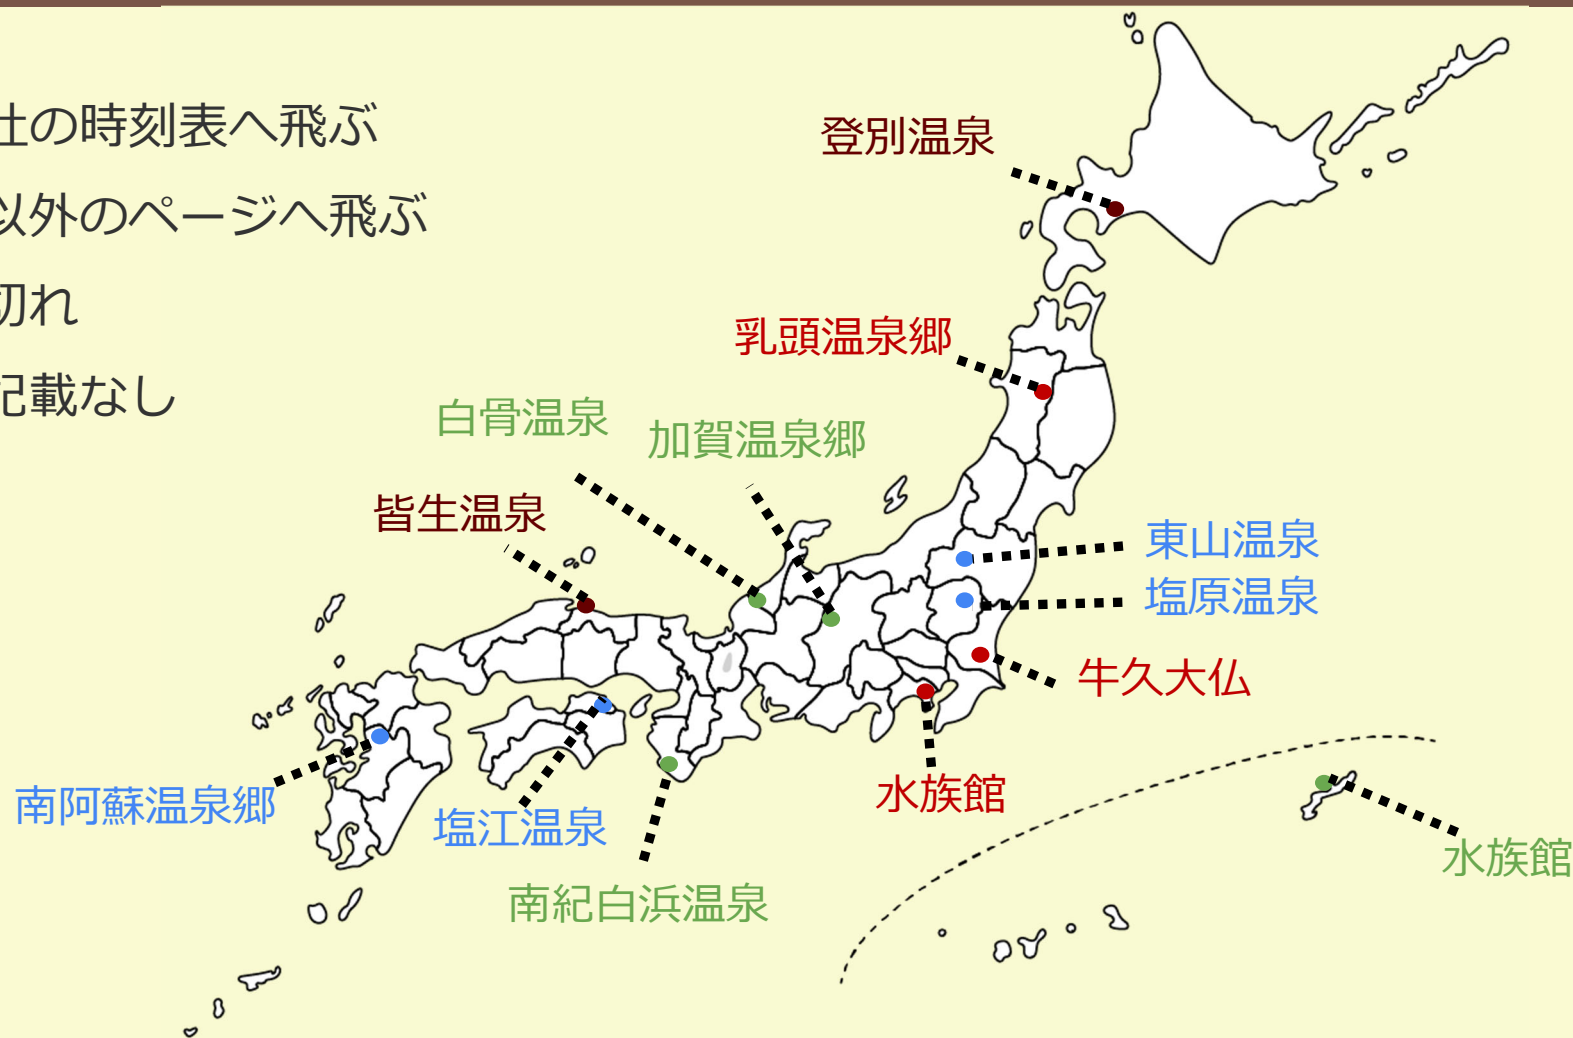 社の時刻表へ飛ぶ
以外のページへ飛ぶ
切れ
記載なし
登別温泉
乳頭温泉郷
白骨温泉
加賀温泉郷
皆生温泉
東山温泉
塩原温泉
牛久大仏
水族館
南阿蘇温泉郷
塩江温泉
南紀白浜温泉
水族館